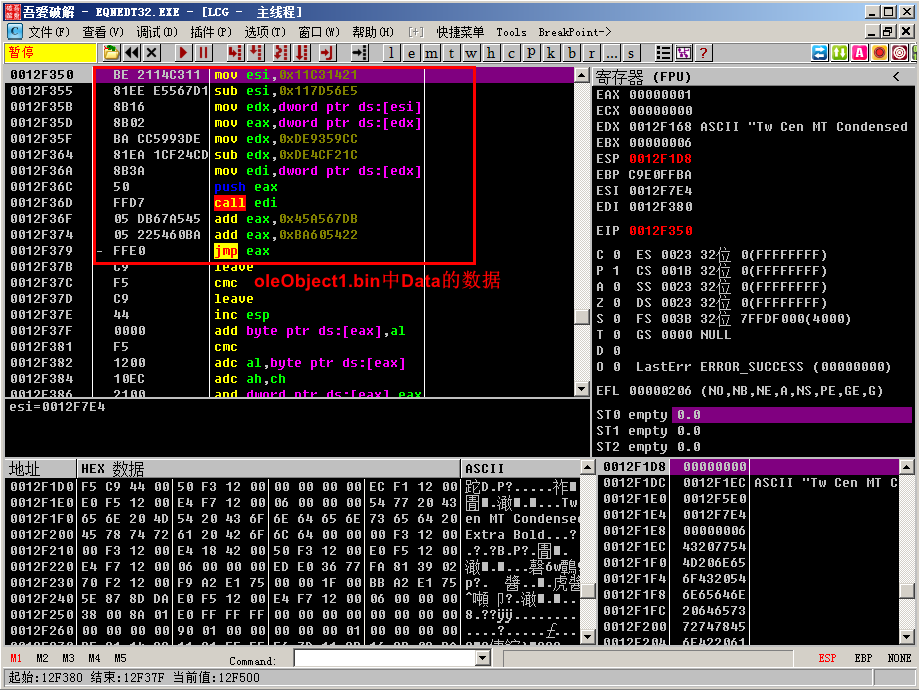 吾爱破解 - EQNEDT32.EXE - [LCG - 主线程]
文件(F) 查看(V) 调试(D) 插件(P) 选项(T) 窗口(W) 帮助(H) [+] 快捷菜单 Tools BreakPoint->
暂停 l e m t w h c p k b r ... s ?
0012F350 BE 2114C311 mov esi,0x11C31421
0012F355 81EE E5567D1 sub esi,0x117D56E5
0012F35B 8B16 mov edx,dword ptr ds:[esi]
0012F35D 8B02 mov eax,dword ptr ds:[edx]
0012F35F BA CC5993DE mov edx,0xDE9359CC
0012F364 81EA 1CF24CD sub edx,0xDE4CF21C
0012F36A 8B3A mov edi,dword ptr ds:[edx]
0012F36C 50 push eax
0012F36D FFD7 call edi
0012F36F 05 DB67A545 add eax,0x45A567DB
0012F374 05 225460BA add eax,0xBA605422
0012F379 - FFE0 jmp eax
0012F37B C9 leave
0012F37C F5 cmc
oleObject1.bin中Data的数据
0012F37D C9 leave
0012F37E 44 inc esp
0012F37F 0000 add byte ptr ds:[eax],al
0012F381 F5 cmc
0012F382 1200 adc al,byte ptr ds:[eax]
0012F384 10EC adc ah,ch
0012F386 2100 and dword ptr ds:[eax],eax
esi=0012F7E4
寄存器 (FPU) <
EAX 00000001
ECX 00000000
EDX 0012F168 ASCII "Tw Cen MT Condensed
EBX 00000006
ESP 0012F1D8
EBP C9E0FFBA
ESI 0012F7E4
EDI 0012F380
EIP 0012F350
C 0 ES 0023 32位 0(FFFFFFFF)
P 1 CS 001B 32位 0(FFFFFFFF)
A 0 SS 0023 32位 0(FFFFFFFF)
Z 0 DS 0023 32位 0(FFFFFFFF)
S 0 FS 003B 32位 7FFDF000(4000)
T 0 GS 0000 NULL
D 0
O 0 LastErr ERROR_SUCCESS (00000000)
EFL 00000206 (NO,NB,NE,A,NS,PE,GE,G)
ST0 empty 0.0
ST1 empty 0.0
ST2 empty 0.0
地址 HEX 数据 ASCII
0012F1D0 F5 C9 44 00 50 F3 12 00 00 00 00 00 EC F1 12 00
0012F1E0 E0 F5 12 00 E4 F7 12 00 06 00 00 00 54 77 20 43
0012F1F0 65 6E 20 4D 54 20 43 6F 6E 64 65 6E 73 65 64 20 en MT Condensed
0012F200 45 78 74 72 61 20 42 6F 6C 64 00 00 00 F3 12 00 Extra Bold...?
0012F210 00 F3 12 00 E4 18 42 00 50 F3 12 00 E0 F5 12 00
0012F220 E4 F7 12 00 06 00 00 00 ED E0 36 77 FA 81 39 02
0012F230 70 F2 12 00 F9 A2 E1 75 00 00 1F 00 BB A2 E1 75
0012F240 5E 87 8D DA E0 F5 12 00 E4 F7 12 00 06 00 00 00
0012F250 38 00 8A 01 E0 FF FF FF 00 00 00 00 00 00 00 00
0012F260 00 00 00 00 90 01 00 00 00 00 00 01 00 00 00 00
0012F1D8 00000000
0012F1DC 0012F1EC ASCII "Tw Cen MT C
0012F1E0 0012F5E0
0012F1E4 0012F7E4
0012F1E8 00000006
0012F1EC 43207754
0012F1F0 4D206E65
0012F1F4 6F432054
0012F1F8 6E65646E
0012F1FC 20646573
0012F200 72747845
0012F204 6F422061
M1 M2 M3 M4 M5 Command: ESP EBP NONE
起始:12F380 结束:12F37F 当前值:12F500